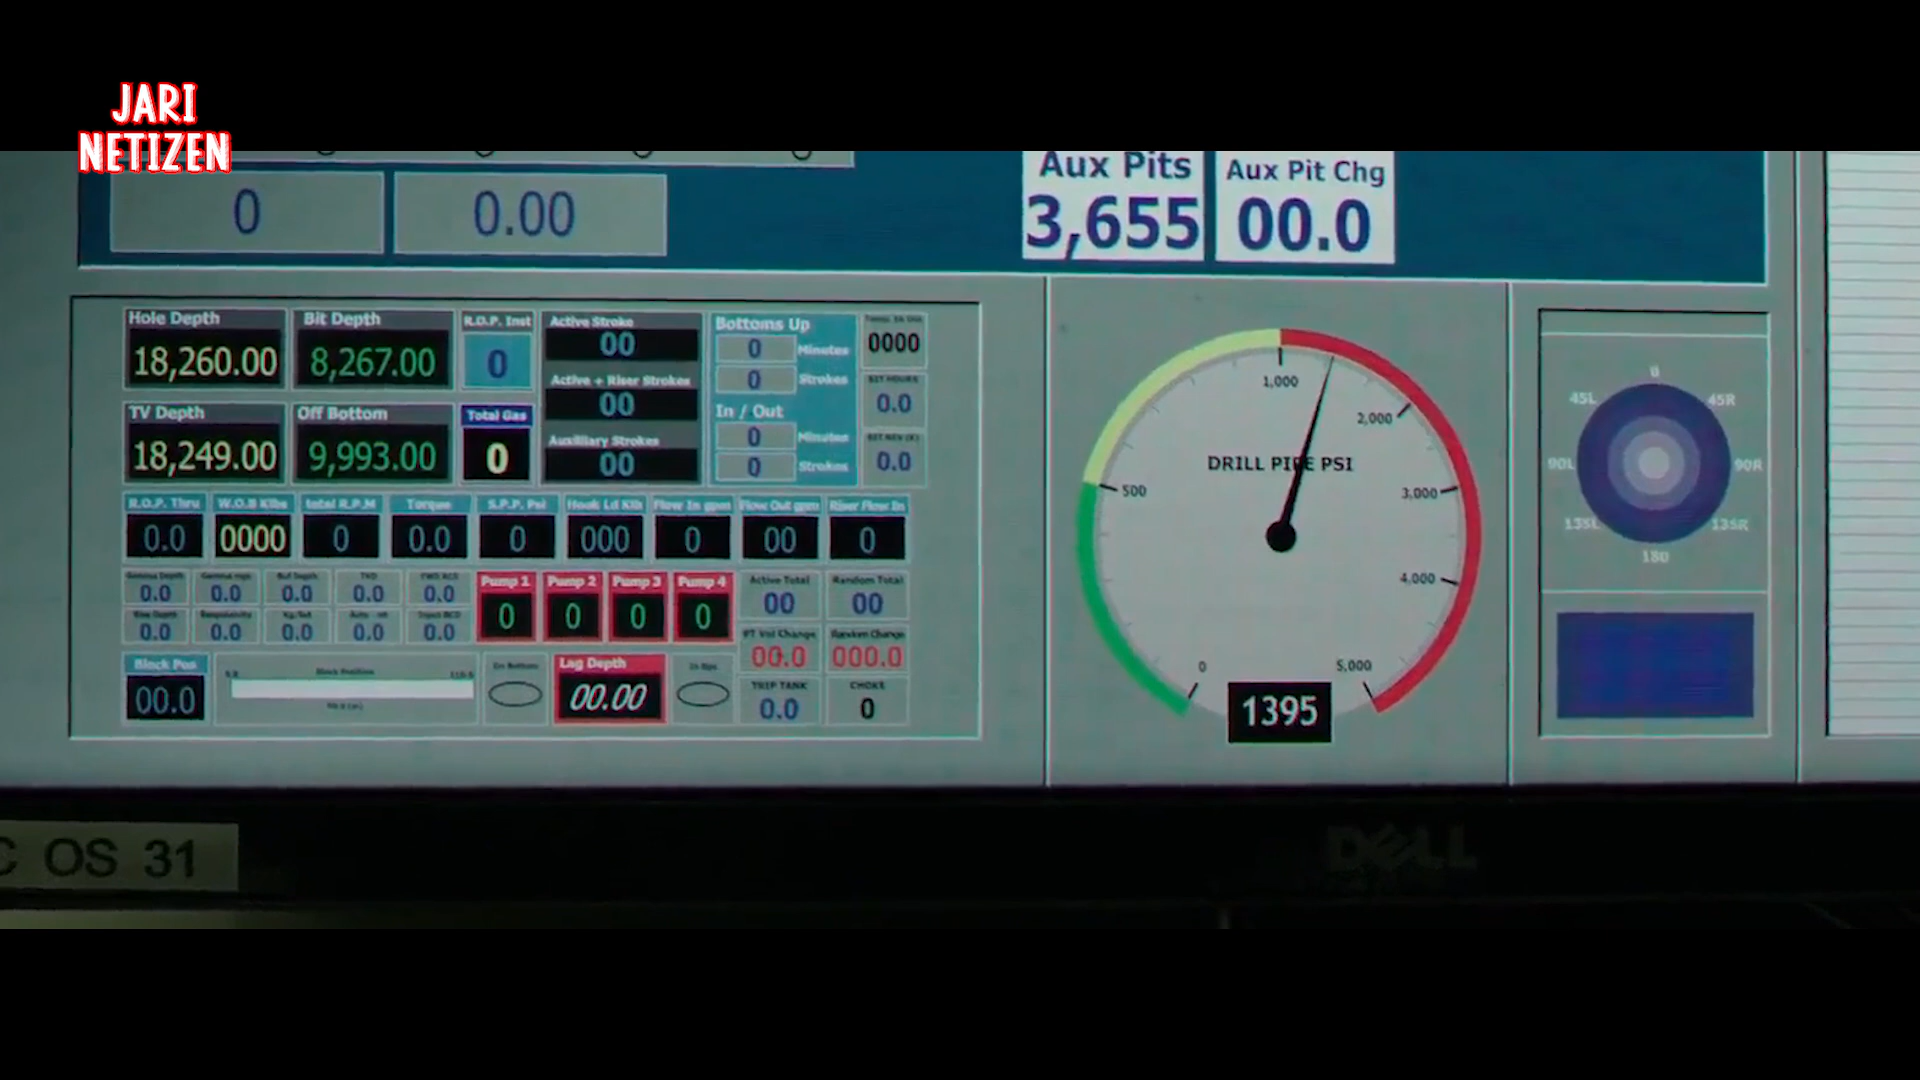 JARI
NETIZEN
0
0.00
Aux Pits
3,655
Aux Pit Chg
00.0
Hole Depth
18,260.00
Bit Depth
8,267.00
R.O.P. Inst
0
TV Depth
18,249.00
Off Bottom
9,993.00
Total Gas
0
Active Stroke
00
Active + Riser Strokes
00
Auxilliary Strokes
00
Bottoms Up
0 Minutes
0 Strokes
In / Out
0 Minutes
0 Strokes
0000
BIT HOURS
0.0
0.0
R.O.P. Thru
0.0
W.O.B Klbs
0000
total R.P.M
0
Torque
0.0
S.P.P. Psi
0
Hook Ld Klb
000
Flow In gpm
0
Flow Out gpm
00
Riser Flow In
0
0.0
0.0
0.0
0.0
0.0
0.0
0.0
0.0
0.0
0.0
Pump 1
0
Pump 2
0
Pump 3
0
Pump 4
0
Active Total
00
Random Total
00
PT Vol Change
00.0
Random Change
000.0
Block Pos
00.0
Block Position
On Bottom
Lag Depth
00.00
In Slips
TRIP TANK
0.0
CHOKE
0
DRILL PIPE PSI
0
500
1,000
2,000
3,000
4,000
5,000
1395
0
45L
45R
90L
90R
135L
135R
180
OS 31
DELL